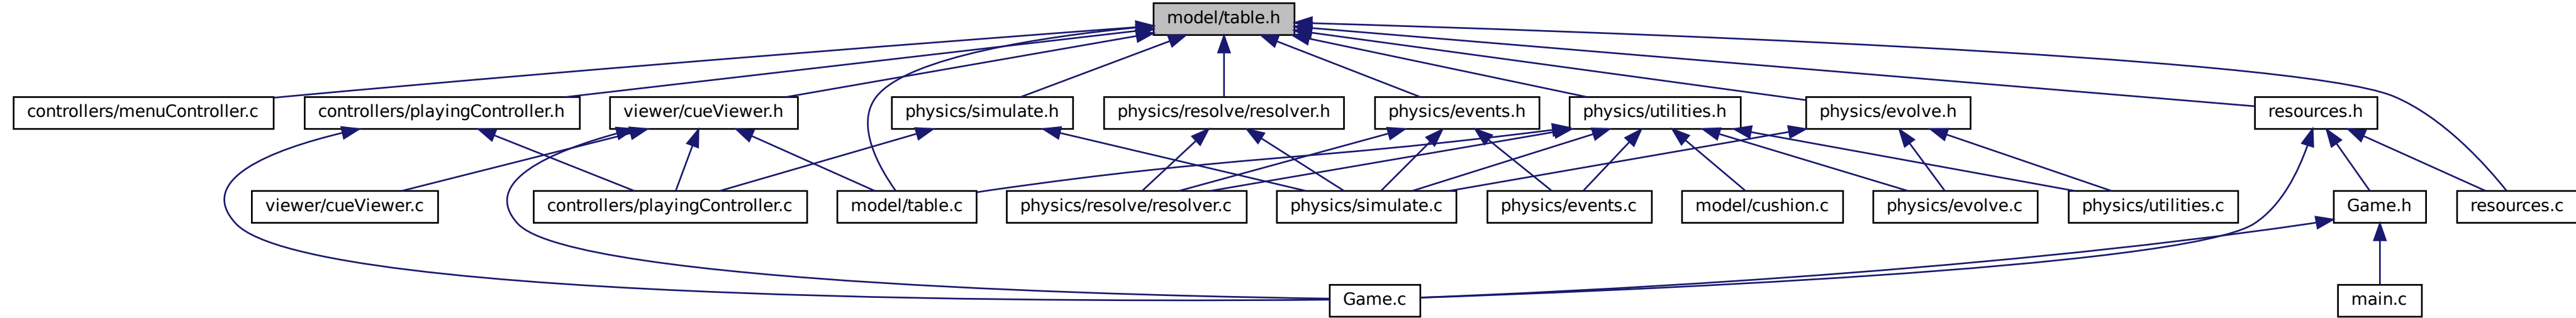 model/table.h
controllers/menuController.c
controllers/playingController.h
viewer/cueViewer.h
physics/simulate.h
physics/resolve/resolver.h
physics/events.h
physics/utilities.h
physics/evolve.h
resources.h
viewer/cueViewer.c
controllers/playingController.c
model/table.c
physics/resolve/resolver.c
physics/simulate.c
physics/events.c
model/cushion.c
physics/evolve.c
physics/utilities.c
Game.h
resources.c
Game.c
main.c